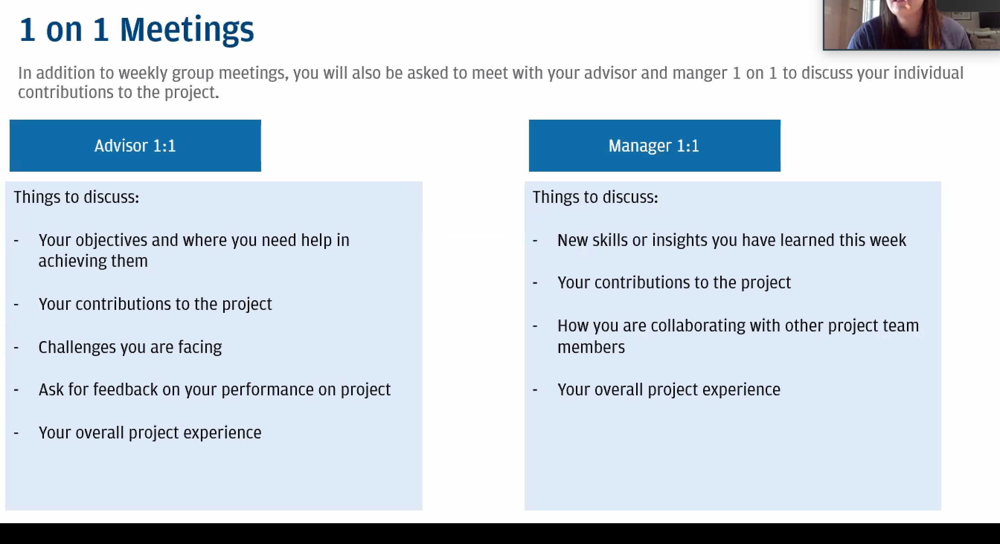 1 on 1 Meetings
In addition to weekly group meetings, you will also be asked to meet with your advisor and manger 1 on 1 to discuss your individual
contributions to the project.
Advisor 1:1
Things to discuss:
- Your objectives and where you need help in
achieving them
- Your contributions to the project
- Challenges you are facing
- Ask for feedback on your performance on project
- Your overall project experience
Manager 1:1
Things to discuss:
- New skills or insights you have learned this week
- Your contributions to the project
- How you are collaborating with other project team
members
- Your overall project experience